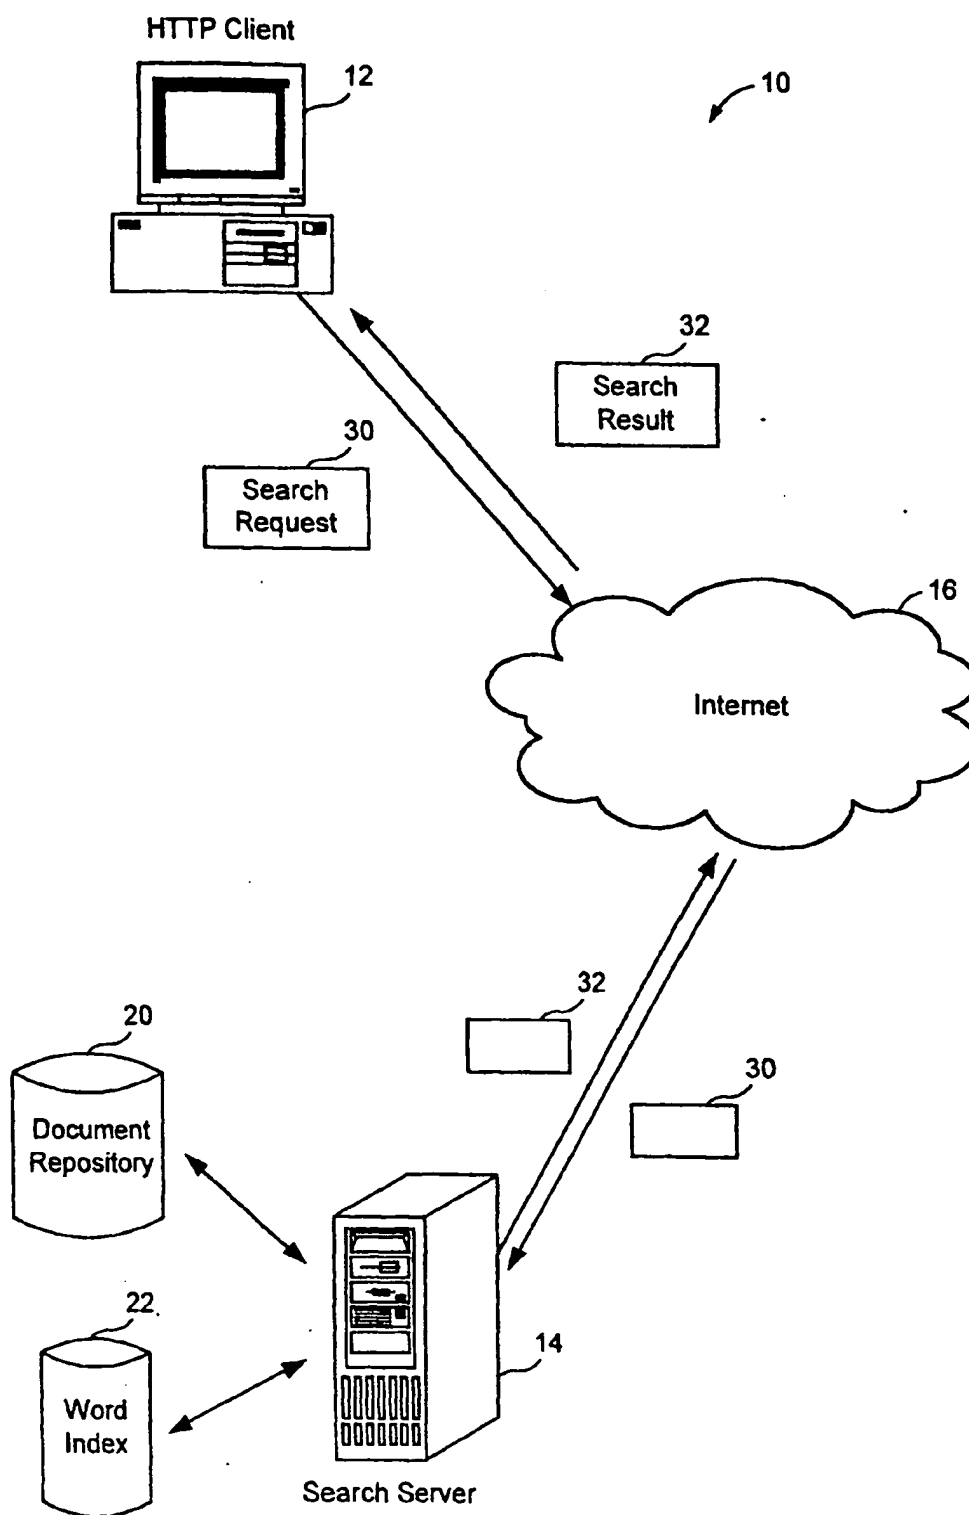 HTTP Client
12
10
32
Search
Result
30
Search
Request
16
Internet
32
20
30
Document
Repository
22
14
Word
Index
Search Server